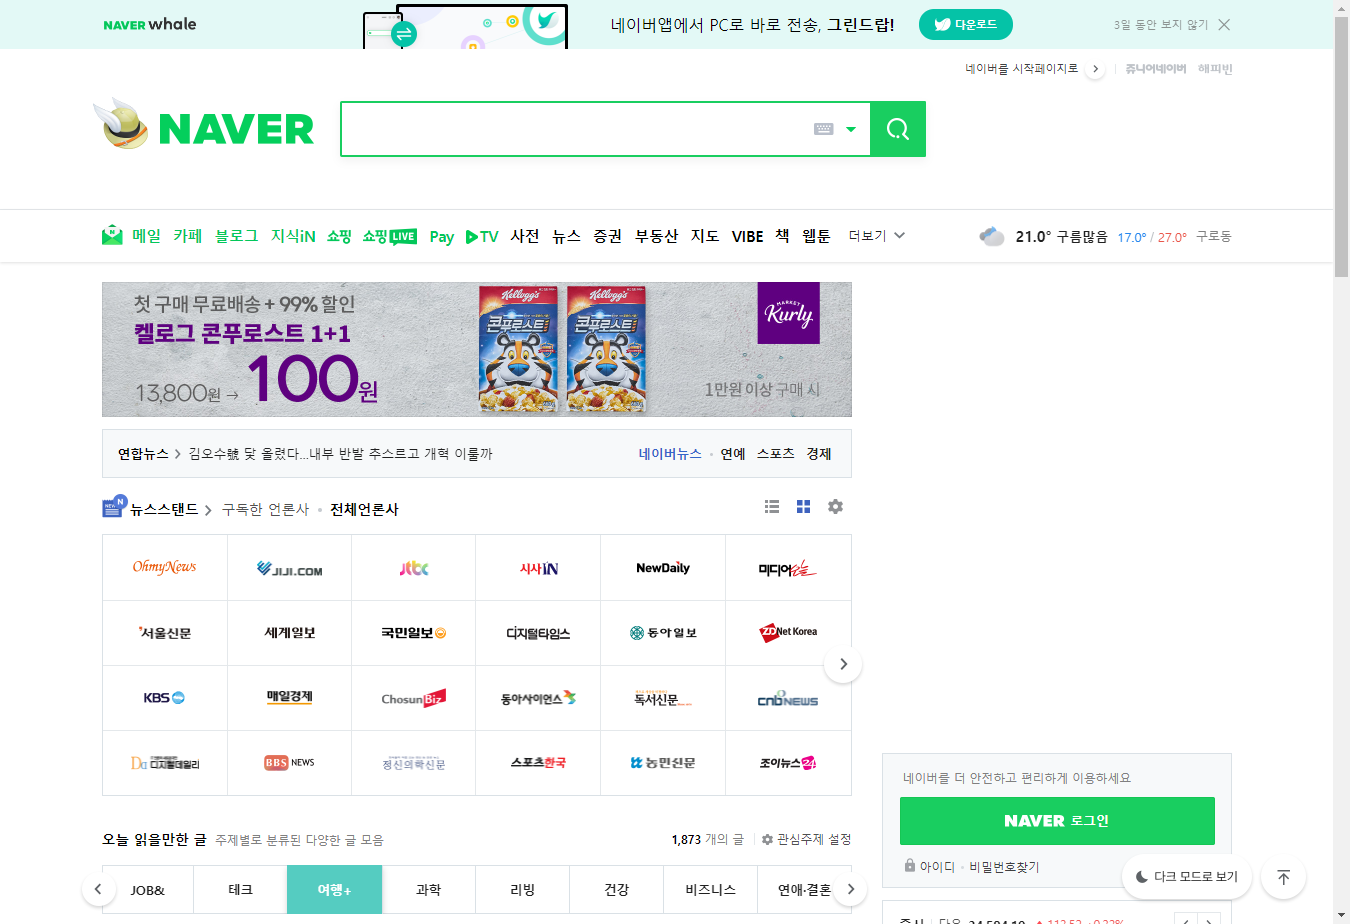 NAVER whale
네이버앱에서 PC로 바로 전송, 그린드랍!
다운로드
3일 동안 보지 않기
네이버를 시작페이지로
쥬니어네이버 해피빈
NAVER
메일 카페 블로그 지식iN 쇼핑 쇼핑LIVE Pay TV 사전 뉴스 증권 부동산 지도 VIBE 책 웹툰 더보기
21.0° 구름많음 17.0° / 27.0° 구로동
첫 구매 무료배송 + 99% 할인
켈로그 콘푸로스트 1+1
13,800원 → 100원
Kellogg's Kellogg's
콘푸로스트 콘푸로스트
MARKET
Kurly
1만원 이상 구매 시
연합뉴스 > 김오수號 닻 올렸다...내부 반발 추스르고 개혁 이룰까
네이버뉴스 · 연예 스포츠 경제
뉴스스탠드 > 구독한 언론사 · 전체언론사
OhmyNews JIJI.COM jtbc 시사IN NewDaily 미디어오늘
서울신문 세계일보 국민일보 디지털타임스 동아일보 ZDNet Korea
KBS 매일경제 ChosunBiz 동아사이언스 독서신문 CNBNEWS
디지털데일리 BBS NEWS 정신의학신문 스포츠한국 농민신문 조이뉴스24
네이버를 더 안전하고 편리하게 이용하세요
NAVER 로그인
아이디 · 비밀번호찾기
다크 모드로 보기
오늘 읽을만한 글 주제별로 분류된 다양한 글 모음
1,873 개의 글 관심주제 설정
JOB& 테크 여행+ 과학 리빙 건강 비즈니스 연애·결혼